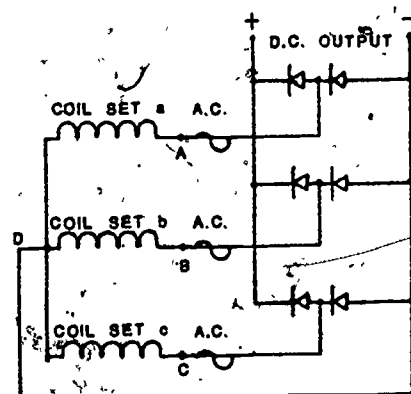 + −
D.C. OUTPUT
COIL SET a A.C.
A
COIL SET b A.C.
D
B
COIL SET c A.C.
C